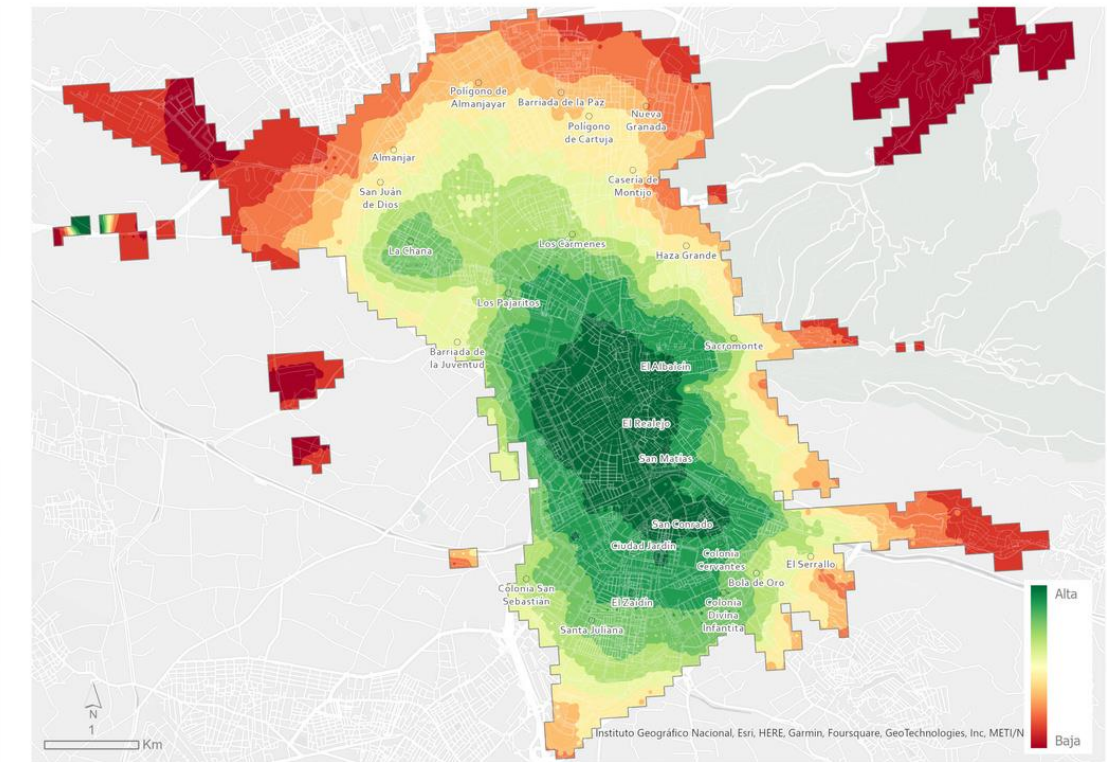 Polígono de
Almanjayar
Barriada de la Paz
Nueva
Granada
Polígono
de Cartuja
Almanjar
Casería de
Montijo
San Juán
de Dios
La Chana
Los Cármenes
Haza Grande
Los Pajaritos
Barriada de
la Juventud
Sacromonte
El Albaicín
El Realejo
San Matías
San Conrado
Ciudad Jardín
Colonia
Cervantes
El Serrallo
Bola de Oro
Colonia San
Sebastián
El Zaidín
Colonia
Divina
Infantita
Santa Juliana
Alta
Baja
N
1
Km
Instituto Geográfico Nacional, Esri, HERE, Garmin, Foursquare, GeoTechnologies, Inc, METI/N